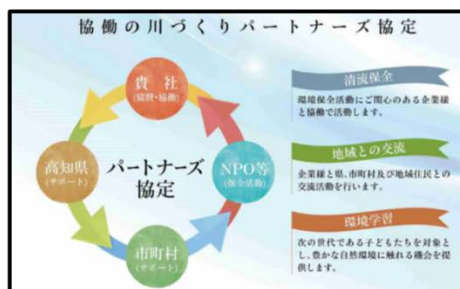 協働の川づくりパートナーズ協定
貴社
(協賛・協働)
高知県
(サポート)
パートナーズ
協定
NPO等
(保全活動)
市町村
(サポート)
清流保全
環境保全活動にご関心のある企業様
と協働で活動します。
地域との交流
企業様と県、市町村及び地域住民との
交流活動を行います。
環境学習
次の世代である子どもたちを対象と
し、豊かな自然環境に触れる機会を
提供します。